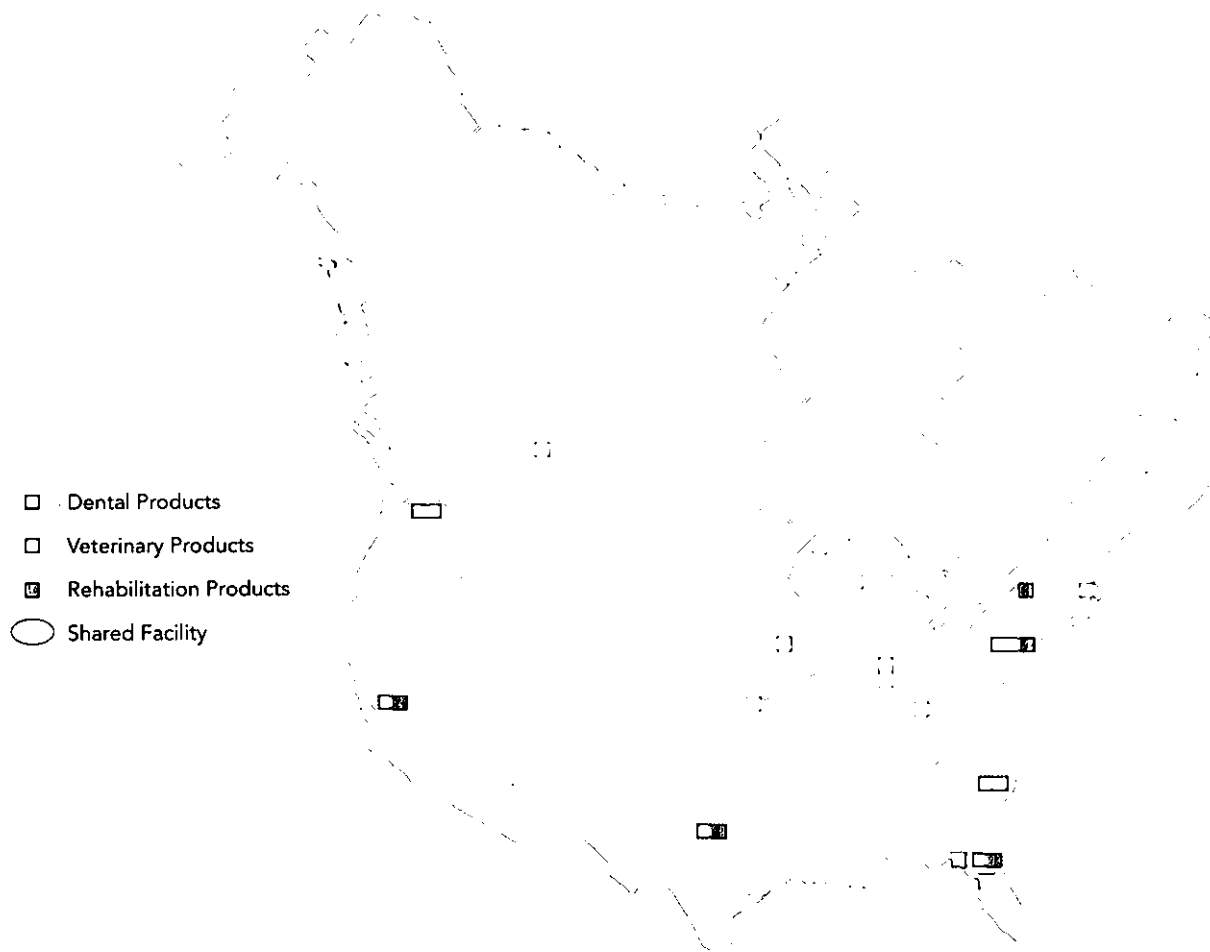 Dental Products
Veterinary Products
Rehabilitation Products
Shared Facility